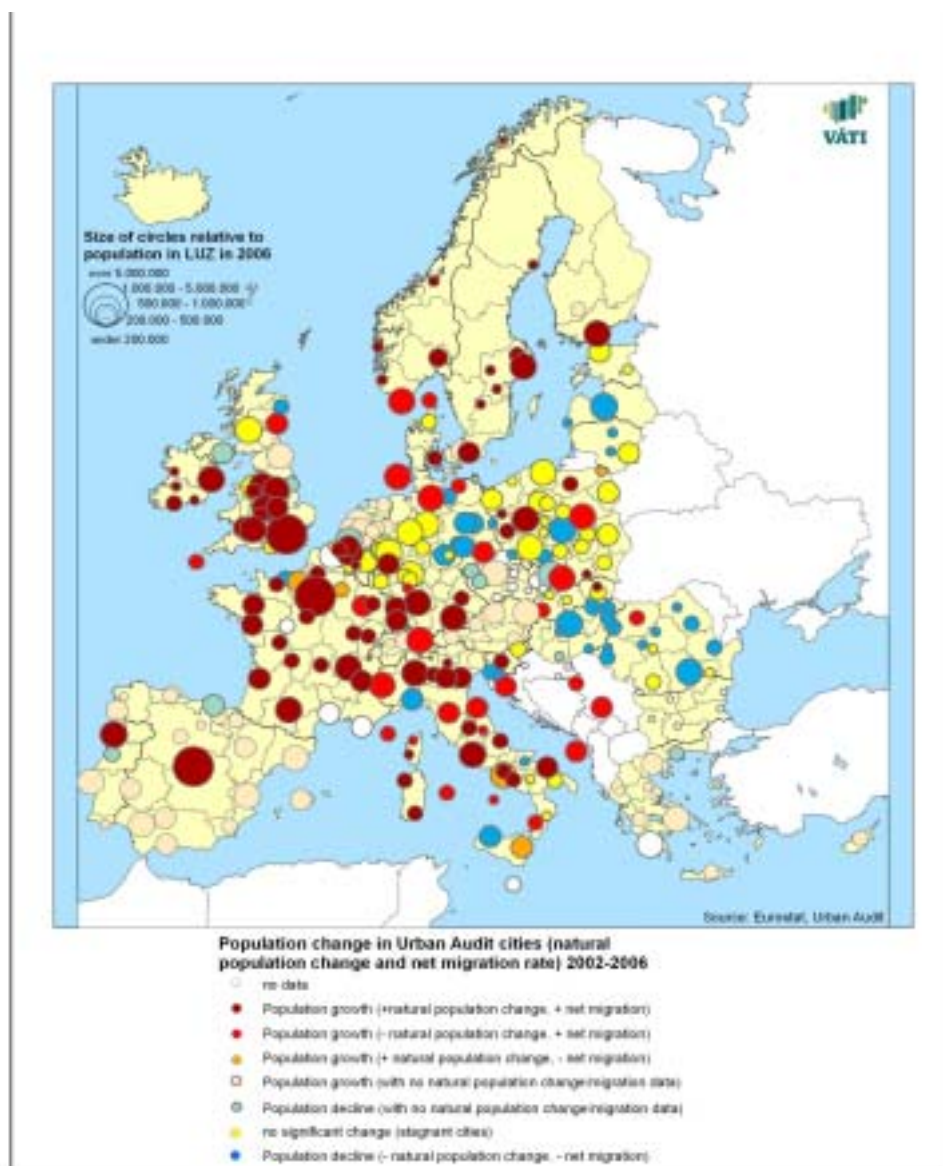 VÁTI
Size of circles relative to
population in LUZ in 2006
over 5.000.000
1.000.000 - 5.000.000
500.000 - 1.000.000
200.000 - 500.000
under 200.000
Source: Eurostat, Urban Audit
Population change in Urban Audit cities (natural
population change and net migration rate) 2002-2006
no data
Population growth (+natural population change, + net migration)
Population growth (- natural population change, + net migration)
Population growth (+ natural population change, - net migration)
Population growth (with no natural population change/migration data)
Population decline (with no natural population change/migration data)
no significant change (stagnant cities)
Population decline (- natural population change, - net migration)